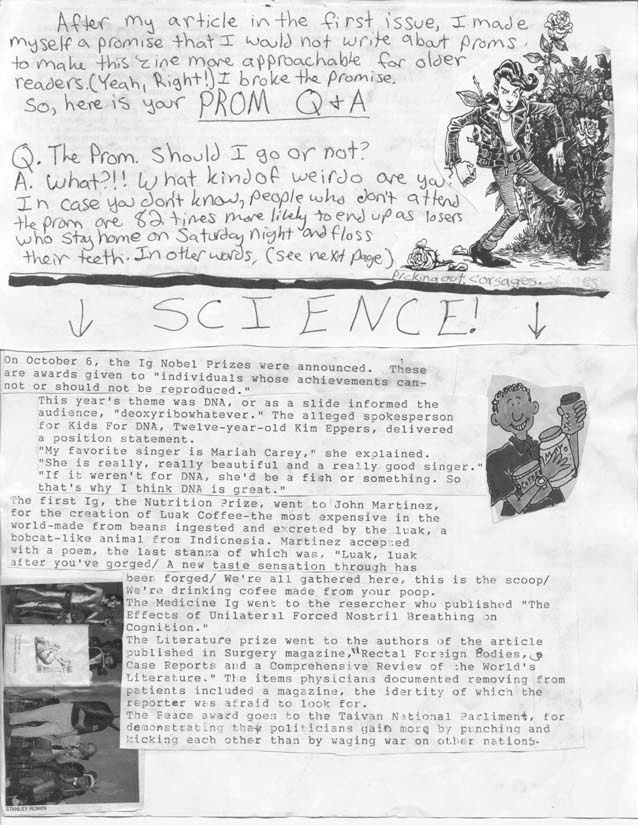 After my article in the first issue, I made
myself a promise that I would not write about proms
to make this zine more approachable for older
readers. (Yeah, Right!) I broke the promise.
So, here is your PROM Q & A
Q. The Prom. Should I go or not?
A. What?!! What kind of weirdo are you?
In case you don't know, people who don't attend
the prom are 82 times more likely to end up as losers
who stay home on Saturday night and floss
their teeth. In other words, (see next page)
Picking out corsages.
SCIENCE!
On October 6, the Ig Nobel Prizes were announced. These
are awards given to "individuals whose achievements can-
not or should not be reproduced."
This year's theme was DNA, or as a slide informed the
audience, "deoxyribowhatever." The alleged spokesperson
for Kids For DNA, Twelve-year-old Kim Eppers, delivered
a position statement.
"My favorite singer is Mariah Carey," she explained.
"She is really, really beautiful and a really good singer."
"If it weren't for DNA, she'd be a fish or something. So
that's why I think DNA is great."
The first Ig, the Nutrition Prize, went to John Martinez,
for the creation of Luak Coffee-the most expensive in the
world-made from beans ingested and excreted by the luak, a
bobcat-like animal from Indionesia. Martinez accepted
with a poem, the last stanza of which was, "Luak, luak
after you've gorged/ A new taste sensation through has
been forged/ We're all gathered here, this is the scoop/
We're drinking cofee made from your poop.
The Medicine Ig went to the resercher who published "The
Effects of Unilateral Forced Nostril Breathing on
Cognition."
The Literature prize went to the authors of the article
published in Surgery magazine, "Rectal Foreign Bodies,
Case Reports and a Comprehensive Review of the World's
Literature." The items physicians documented removing from
patients included a magazine, the identity of which the
reporter was afraid to look for.
The Peace award goes to the Taivan National Parliment, for
demonstrating that politicians gain more by punching and
kicking each other than by waging war on other nations.
MAYO
STANLEY ROWIN